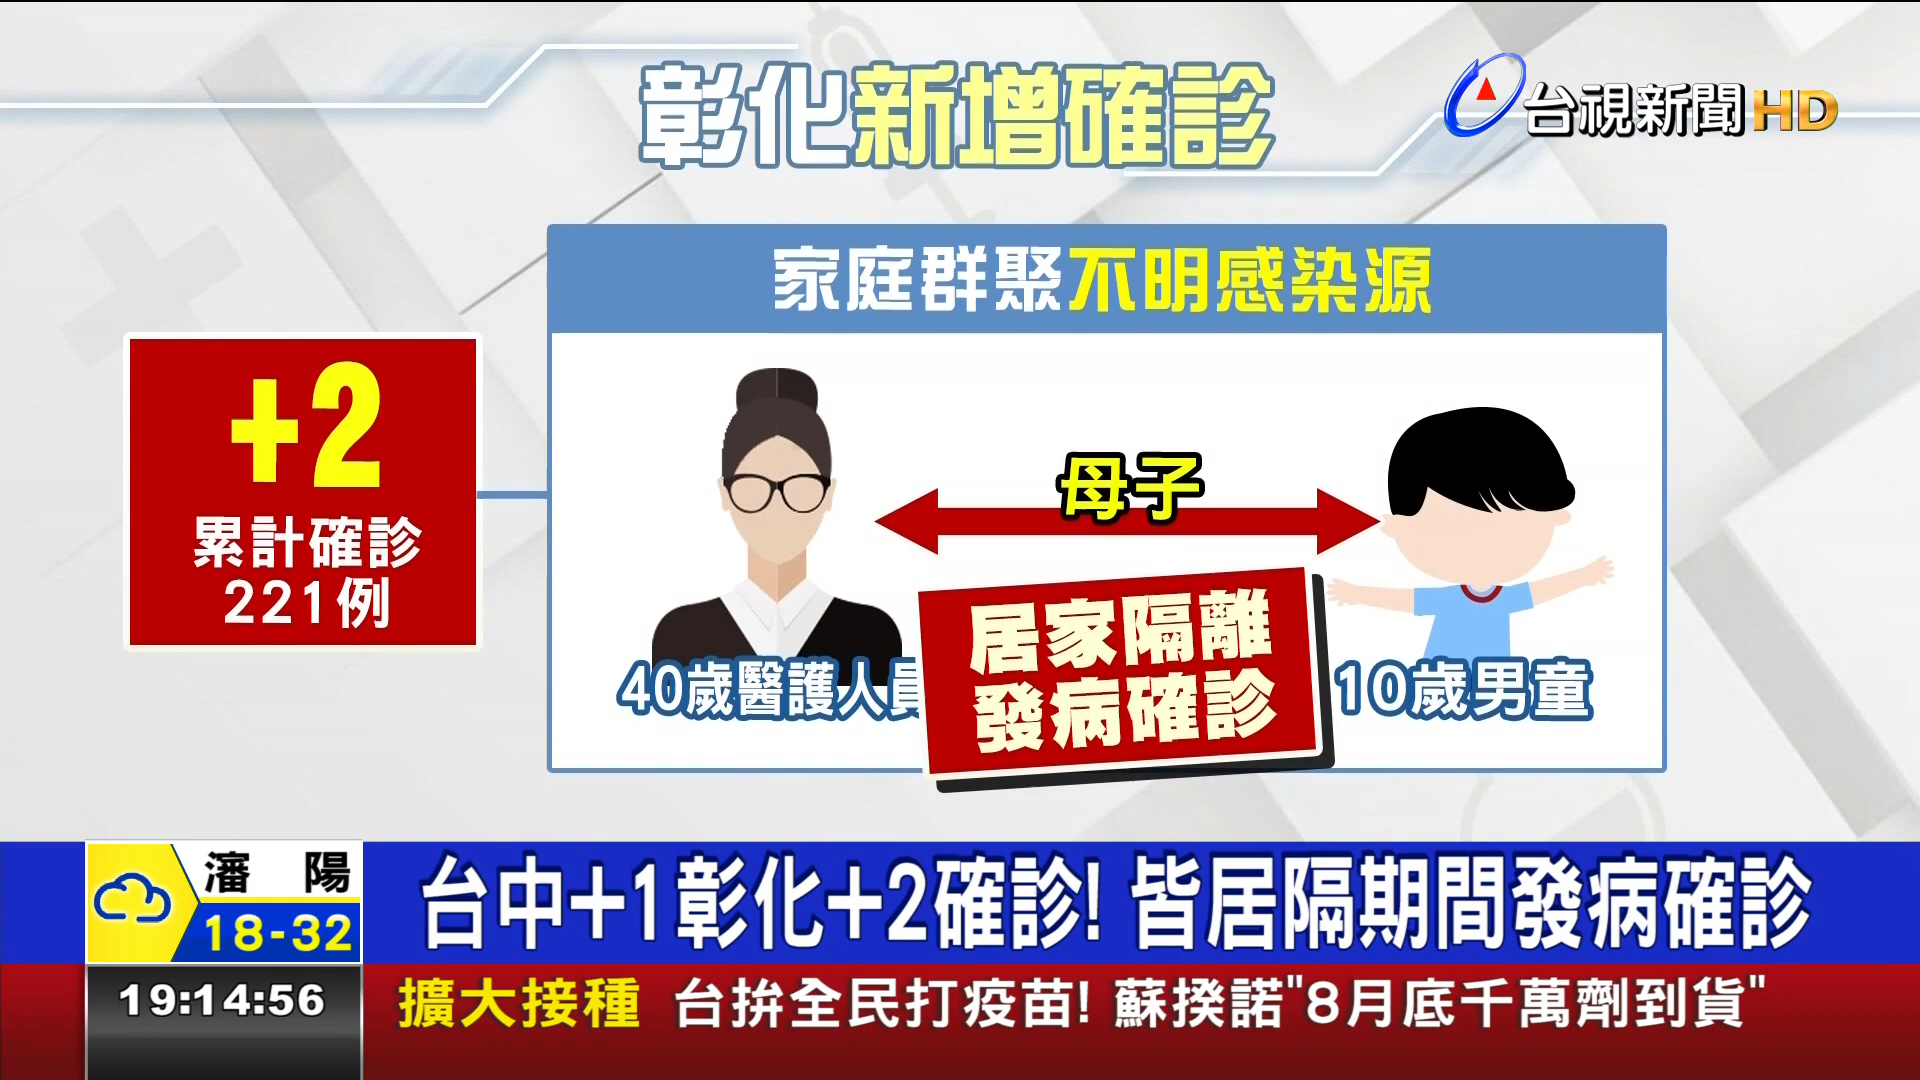 彰化新增確診
台視新聞HD
家庭群聚不明感染源
+2
累計確診
221例
母子
居家隔離
發病確診
40歲醫護人員
10歲男童
瀋 陽
18-32
台中+1彰化+2確診! 皆居隔期間發病確診
19:14:56
擴大接種 台拚全民打疫苗! 蘇揆諾"8月底千萬劑到貨"